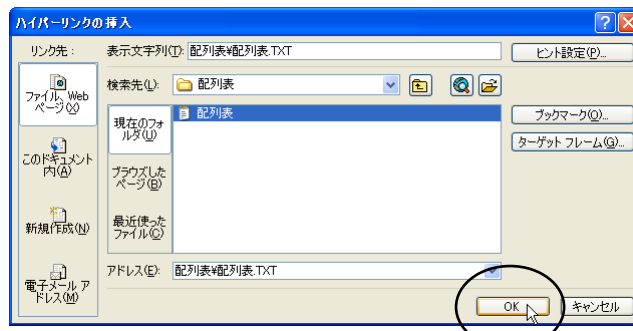 ハイパーリンクの挿入
リンク先：
表示文字列(T): 配列表¥配列表.TXT
ヒント設定(P)...
ファイル、Web
ページ(X)
検索先(L): 配列表
現在のフォ
ルダ(U)
配列表
ブックマーク(O)...
ターゲット フレーム(G)...
このドキュメント
内(A)
ブラウズした
ページ(B)
新規作成(N)
最近使った
ファイル(C)
電子メール ア
ドレス(M)
アドレス(E): 配列表¥配列表.TXT
OK
キャンセル